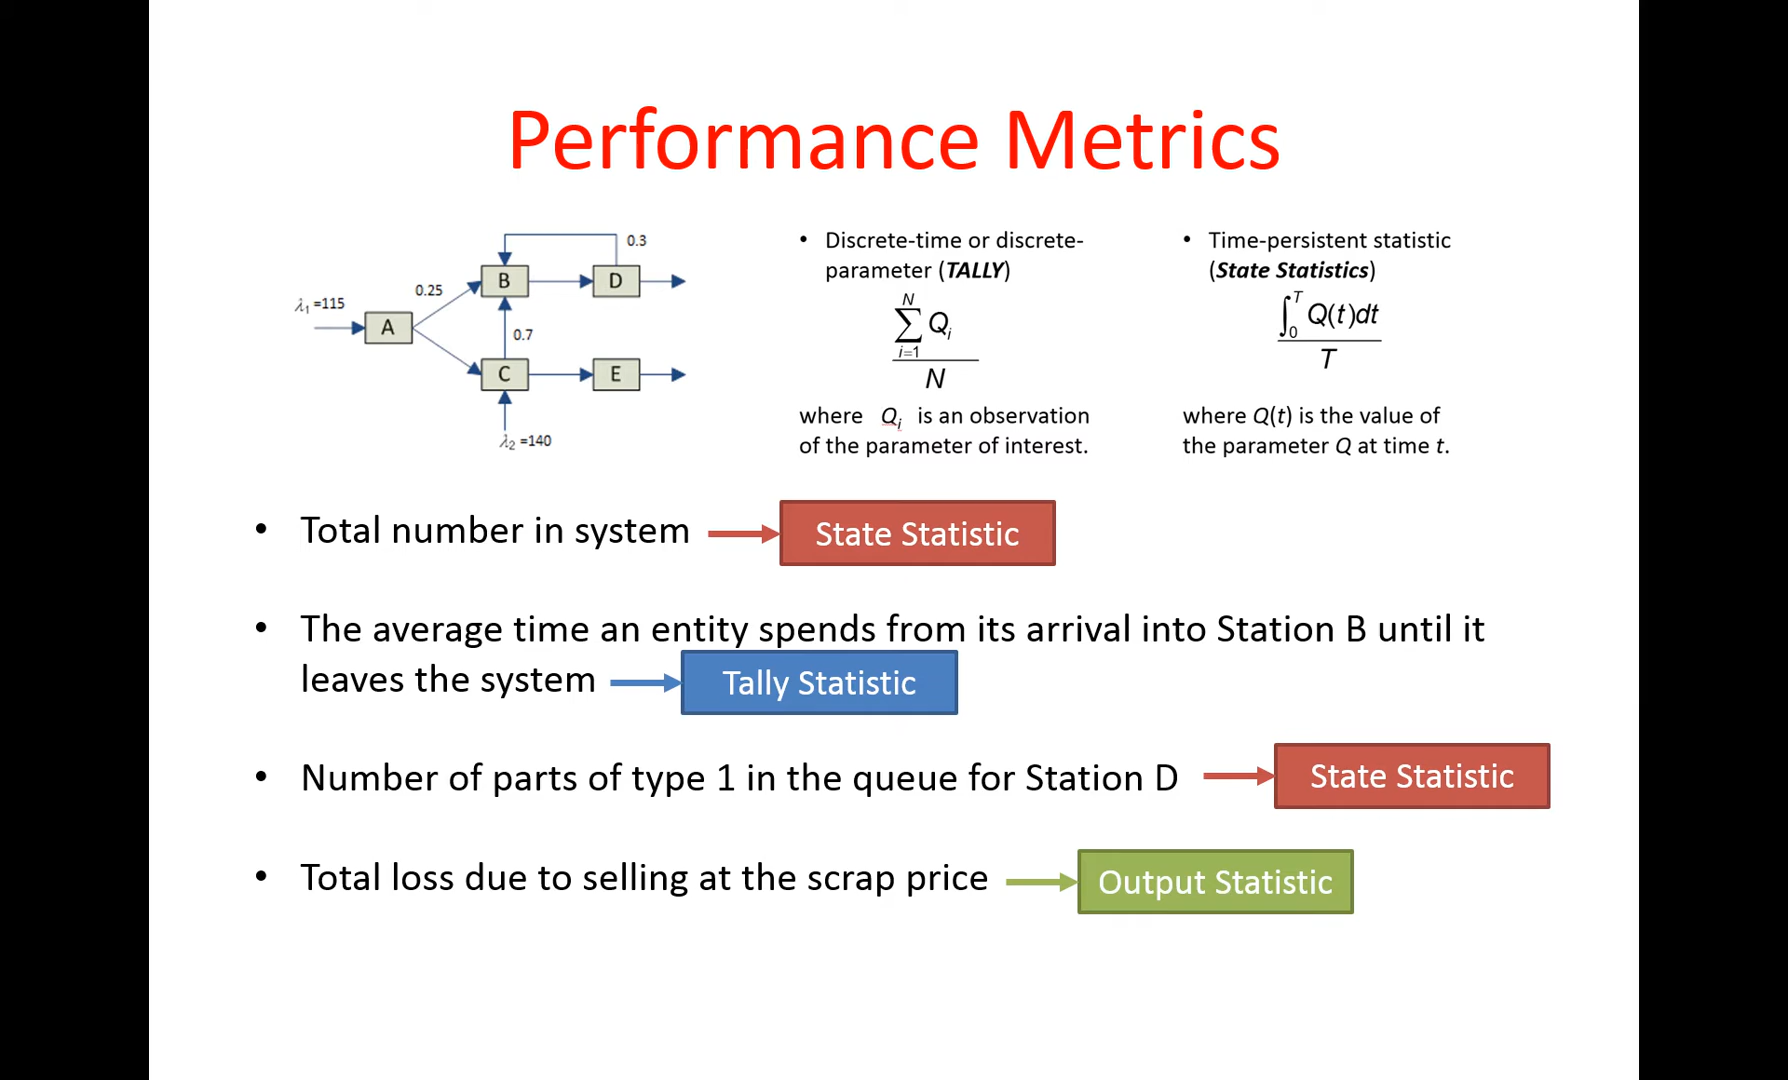 Performance Metrics
λ₁ =115
A
0.25
B
D
0.3
0.7
C
E
λ₂ =140
• Discrete-time or discrete-
parameter (TALLY)
N
∑ Qᵢ
i=1
N
where Qᵢ is an observation
of the parameter of interest.
• Time-persistent statistic
(State Statistics)
∫₀ᵀ Q(t)dt
T
where Q(t) is the value of
the parameter Q at time t.
• Total number in system
State Statistic
• The average time an entity spends from its arrival into Station B until it
leaves the system
Tally Statistic
• Number of parts of type 1 in the queue for Station D
State Statistic
• Total loss due to selling at the scrap price
Output Statistic